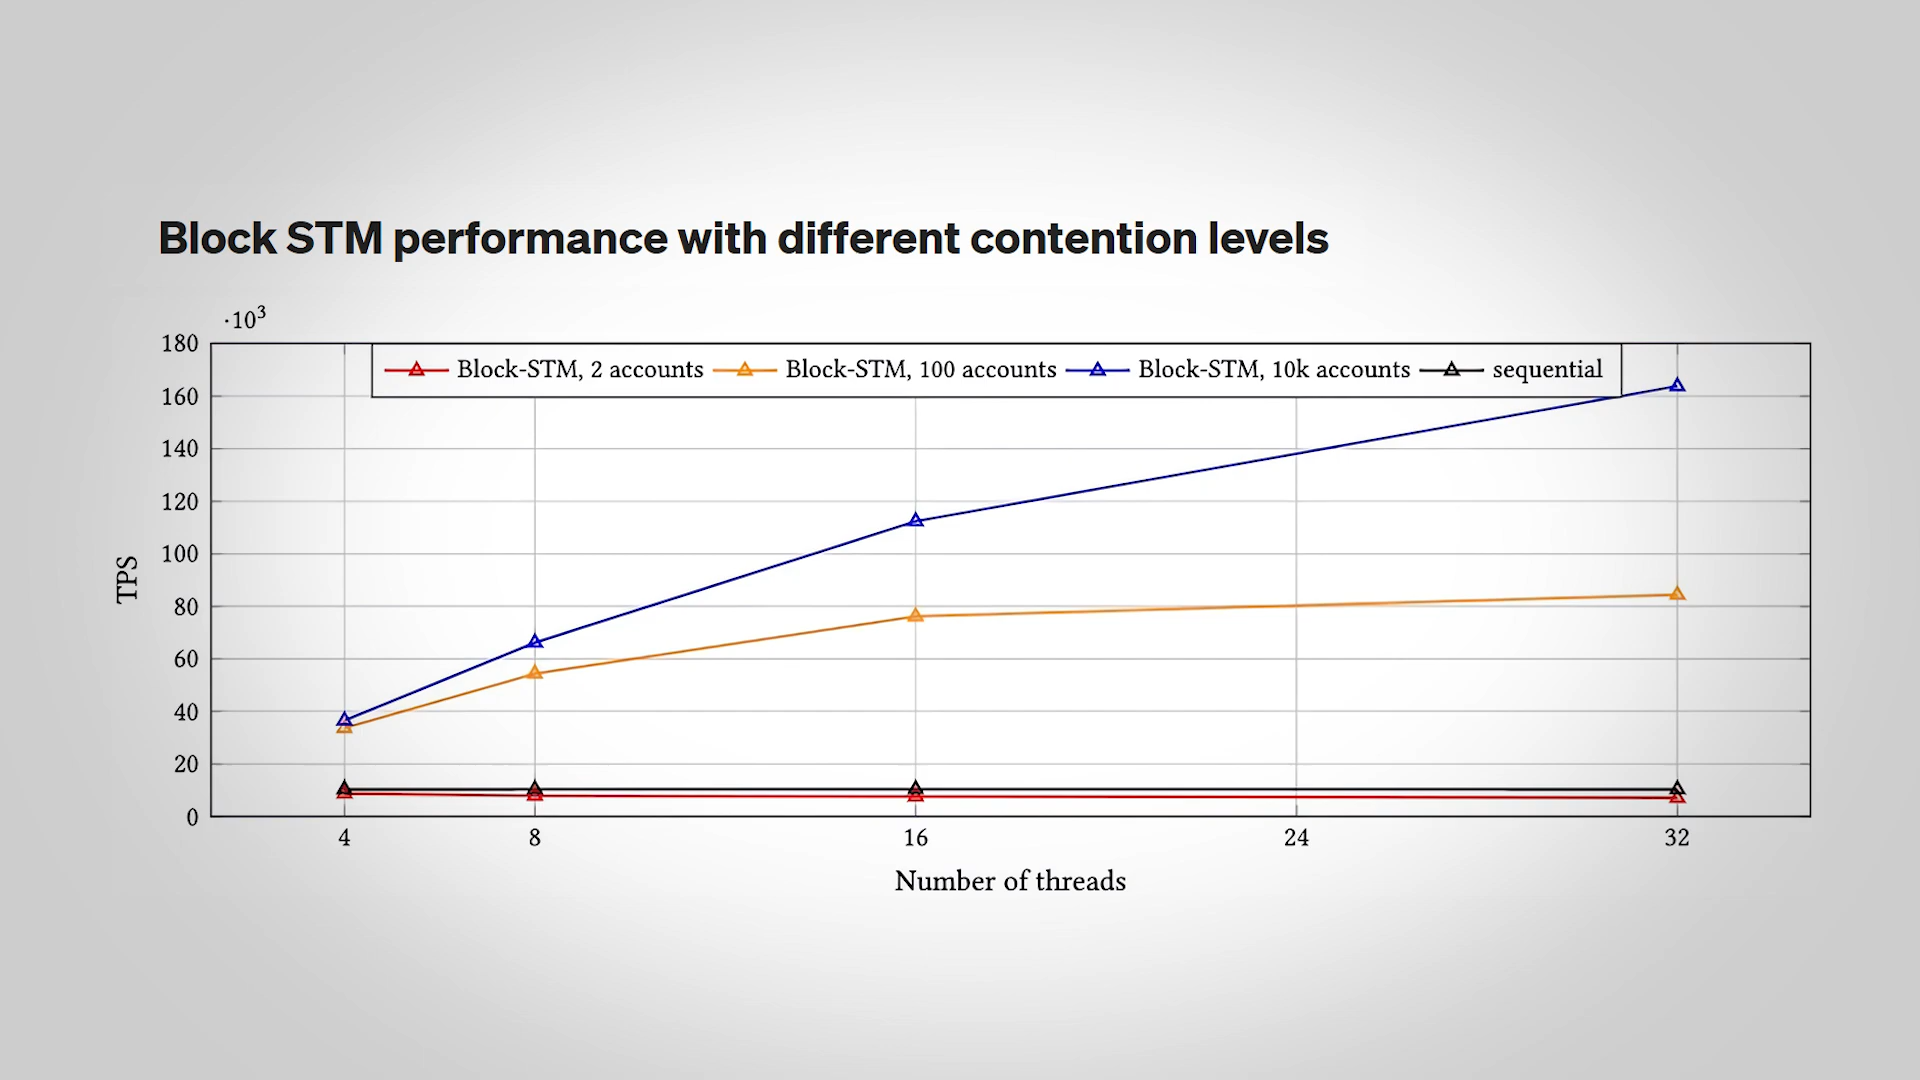 Block STM performance with different contention levels
·10³
Block-STM, 2 accounts Block-STM, 100 accounts Block-STM, 10k accounts sequential
180
160
140
120
100
80
60
40
20
0
TPS
4 8 16 24 32
Number of threads